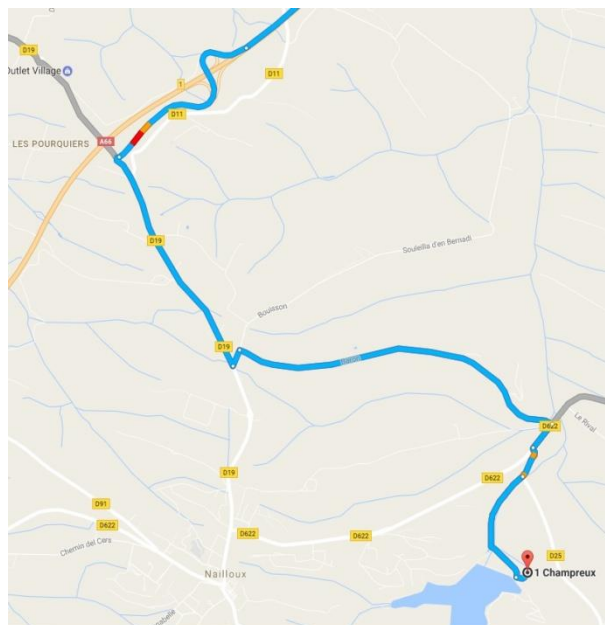 D19
Outlet Village
1
D11
D11
A66
LES POURQUIERS
D19
Souleilla d'en Bernadi
Bouisson
D19
D622
Le Rival
D19
D622
D91
D622
D622
D622
Chemin del Cers
Nailloux
D25
1 Champreux